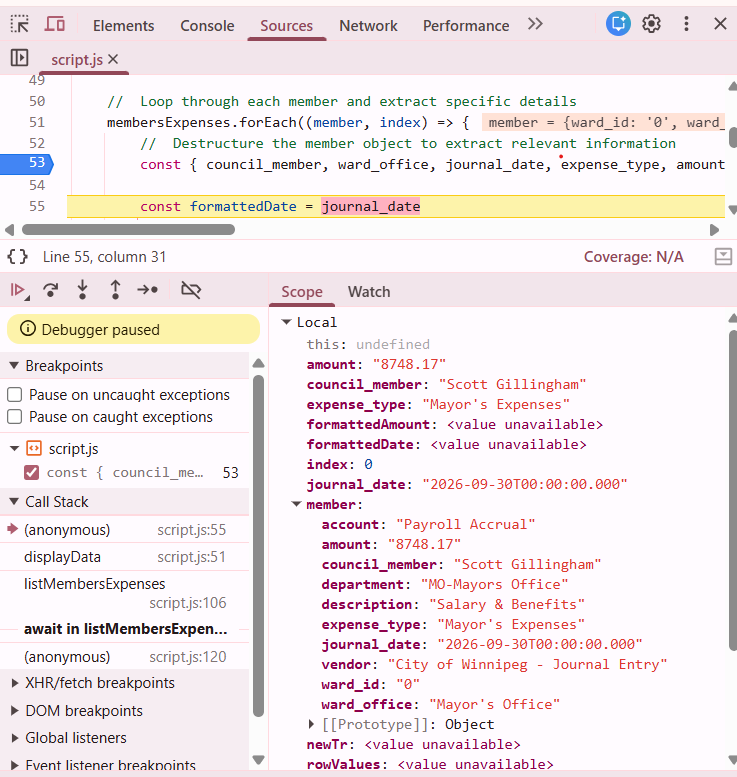 Elements Console Sources Network Performance
script.js
49
50 // Loop through each member and extract specific details
51 membersExpenses.forEach((member, index) => { member = {ward_id: '0', ward_
52 // Destructure the member object to extract relevant information
53 const { council_member, ward_office, journal_date, expense_type, amount
54
55 const formattedDate = journal_date
{} Line 55, column 31 Coverage: N/A
Scope Watch
Debugger paused
Breakpoints
Pause on uncaught exceptions
Pause on caught exceptions
script.js
const { council_me… 53
Call Stack
(anonymous) script.js:55
displayData script.js:51
listMembersExpenses
script.js:106
await in listMembersExpen...
(anonymous) script.js:120
XHR/fetch breakpoints
DOM breakpoints
Global listeners
Event listener breakpoints
Local
this: undefined
amount: "8748.17"
council_member: "Scott Gillingham"
expense_type: "Mayor's Expenses"
formattedAmount: <value unavailable>
formattedDate: <value unavailable>
index: 0
journal_date: "2026-09-30T00:00:00.000"
member:
account: "Payroll Accrual"
amount: "8748.17"
council_member: "Scott Gillingham"
department: "MO-Mayors Office"
description: "Salary & Benefits"
expense_type: "Mayor's Expenses"
journal_date: "2026-09-30T00:00:00.000"
vendor: "City of Winnipeg - Journal Entry"
ward_id: "0"
ward_office: "Mayor's Office"
[[Prototype]]: Object
newTr: <value unavailable>
rowValues: <value unavailable>